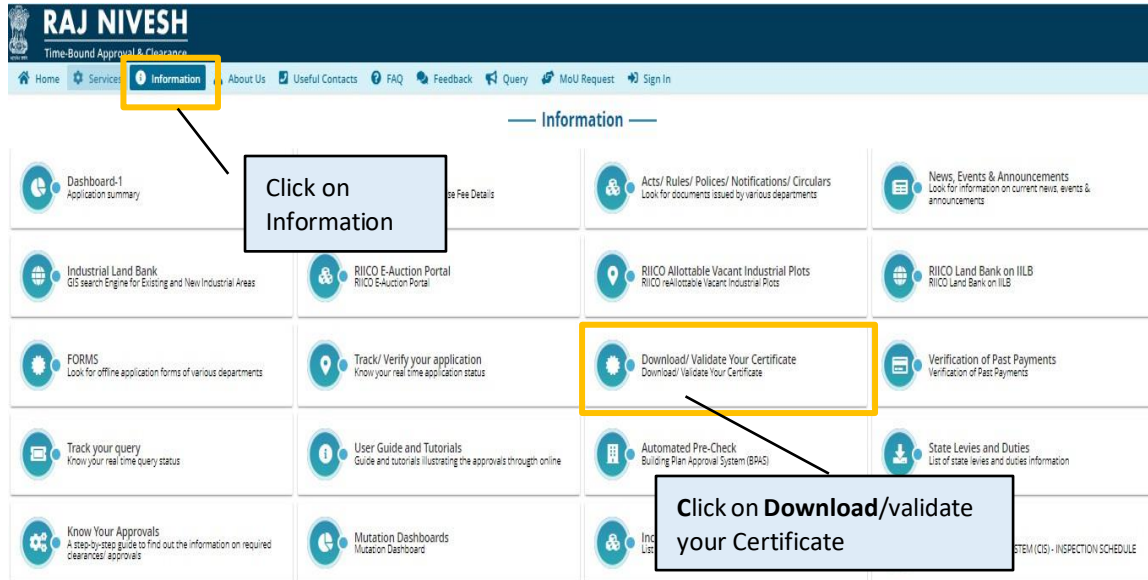 RAJ NIVESH
Time-Bound Approval & Clearance
Home Services Information About Us Useful Contacts FAQ Feedback Query MoU Request Sign In
Information
Dashboard-1
Application summary
Click on
Information
se Fee Details
Acts/ Rules/ Polices/ Notifications/ Circulars
Look for documents issued by various departments
News, Events & Announcements
Look for information on current news, events &
announcements
Industrial Land Bank
GIS search Engine for Existing and New Industrial Areas
RIICO E-Auction Portal
RIICO E-Auction Portal
RIICO Allottable Vacant Industrial Plots
RIICO reAllottable Vacant Industrial Plots
RIICO Land Bank on IILB
RIICO Land Bank on IILB
FORMS
Look for offline application forms of various departments
Track/ Verify your application
Know your real time application status
Download/ Validate Your Certificate
Download/ Validate Your Certificate
Verification of Past Payments
Verification of Past Payments
Track your query
Know your real time query status
User Guide and Tutorials
Guide and tutorials illustrating the approvals througth online
Automated Pre-Check
Building Plan Approval System (BPAS)
State Levies and Duties
List of state levies and duties information
Click on Download/validate
your Certificate
Know Your Approvals
A step-by-step guide to find out the information on required
clearances/ approvals
Mutation Dashboards
Mutation Dashboard
STEM (CIS) - INSPECTION SCHEDULE